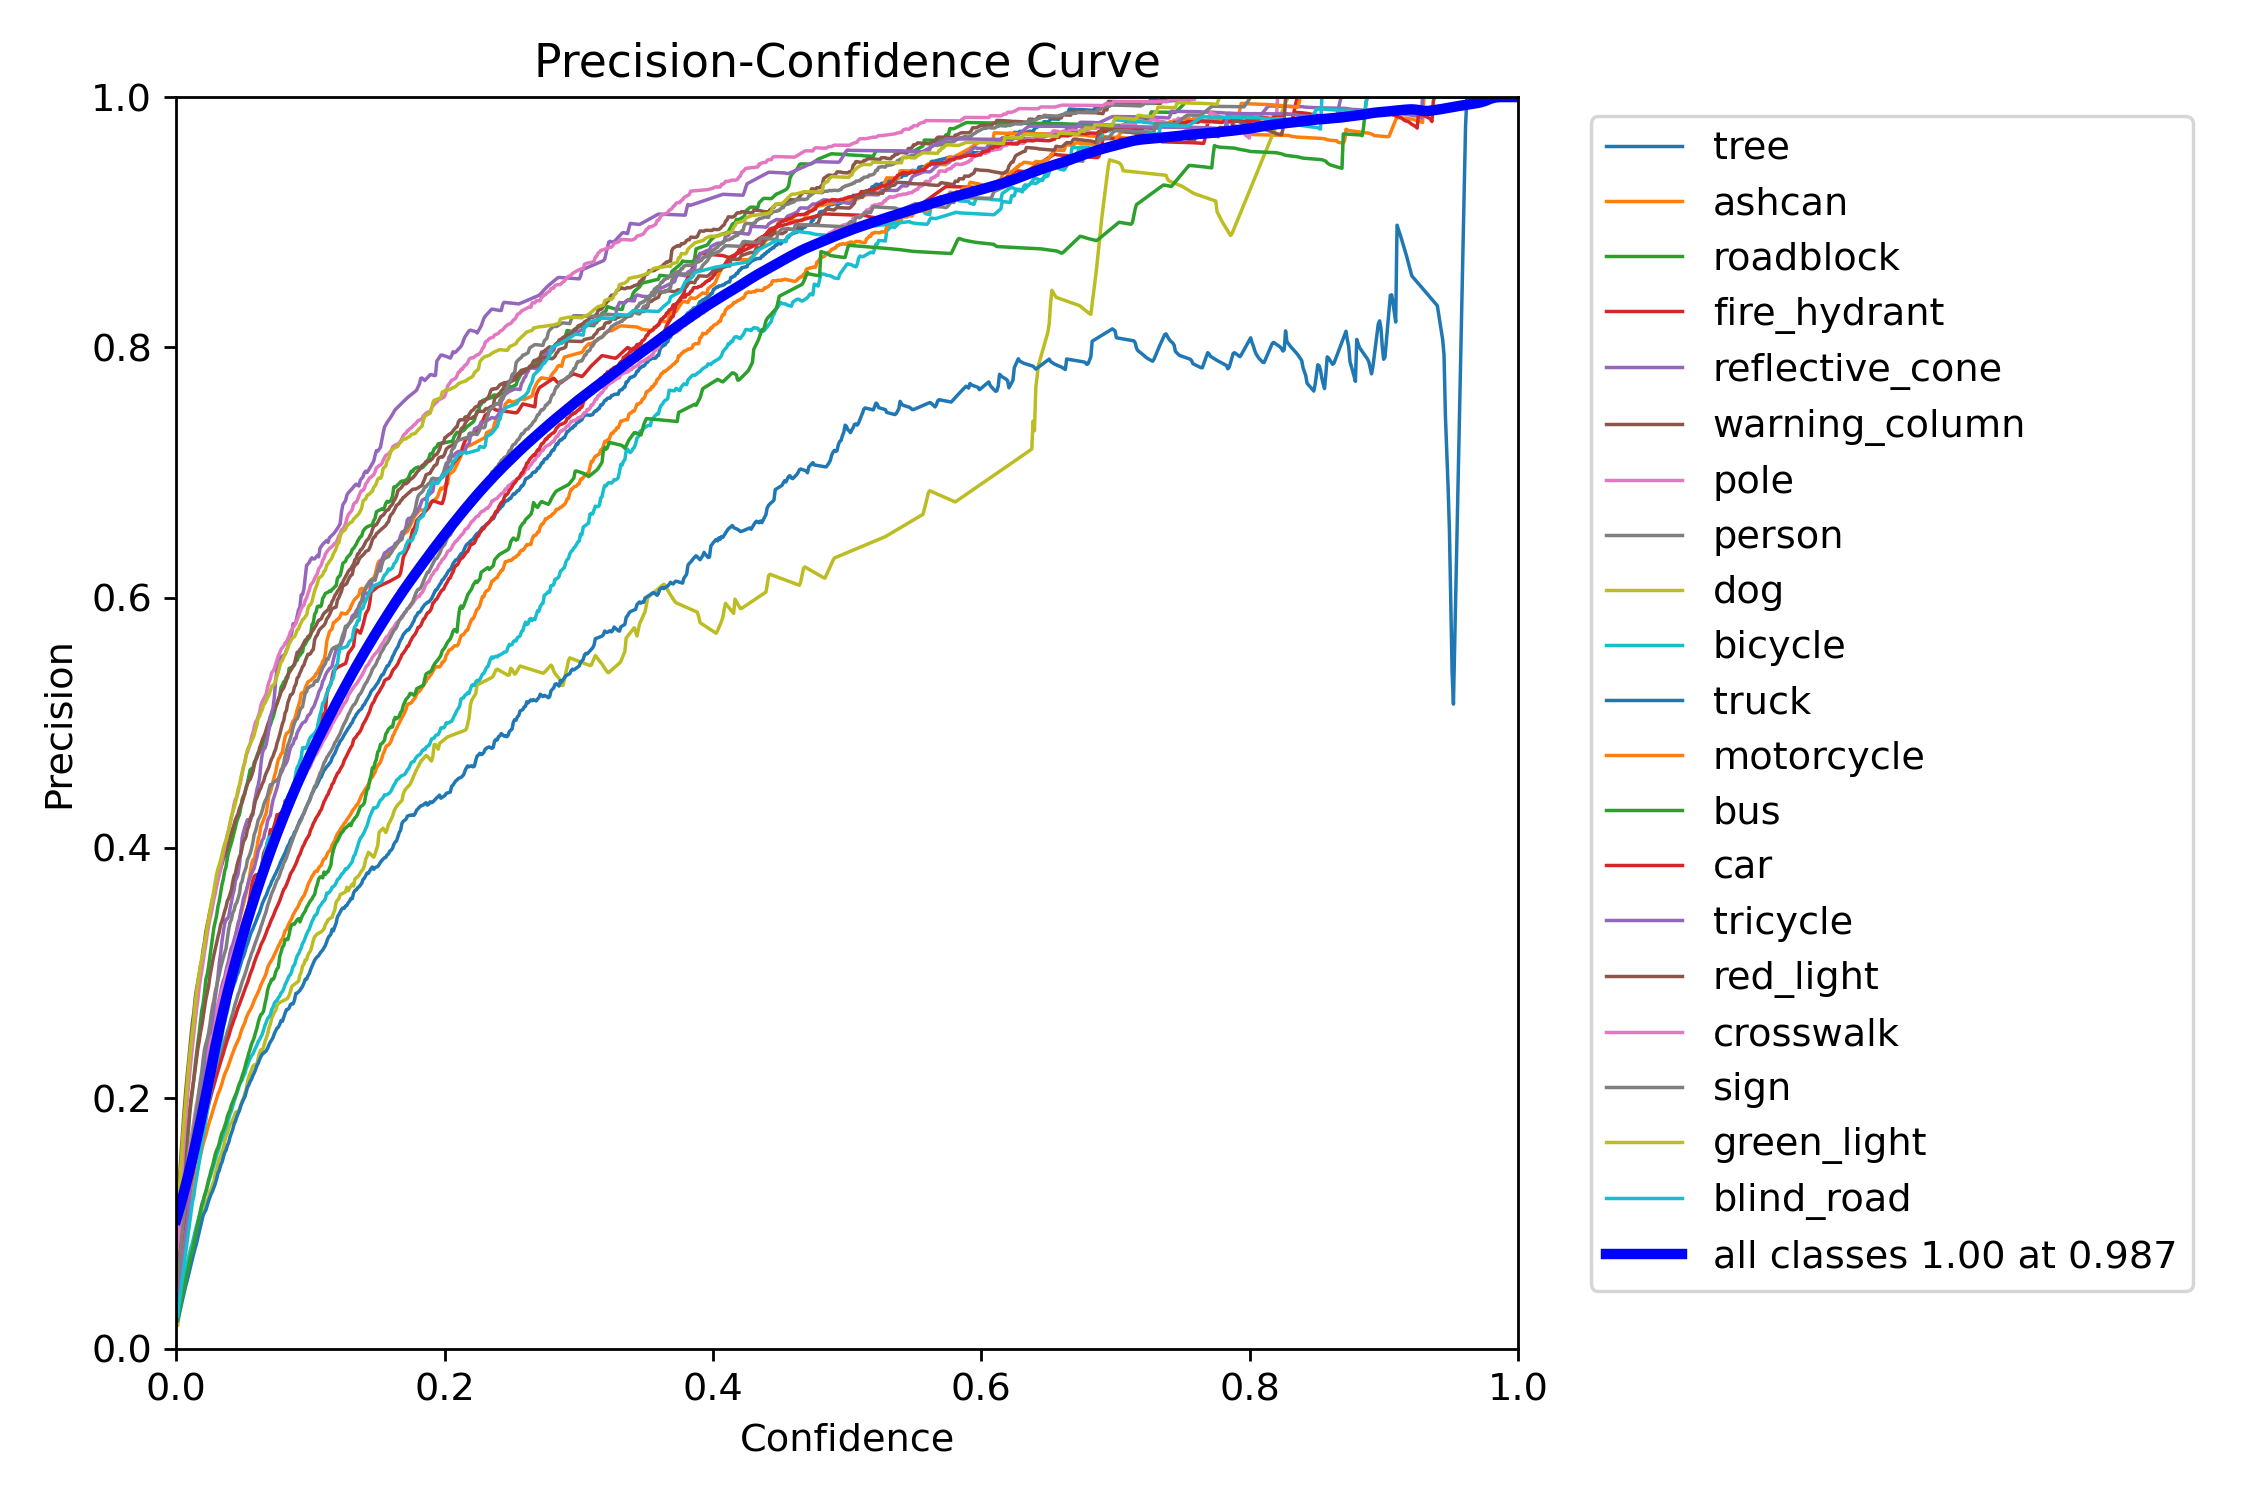 Precision-Confidence Curve
1.0
0.8
0.6
0.4
0.2
0.0
Precision
0.0 0.2 0.4 0.6 0.8 1.0
Confidence
tree
ashcan
roadblock
fire_hydrant
reflective_cone
warning_column
pole
person
dog
bicycle
truck
motorcycle
bus
car
tricycle
red_light
crosswalk
sign
green_light
blind_road
all classes 1.00 at 0.987